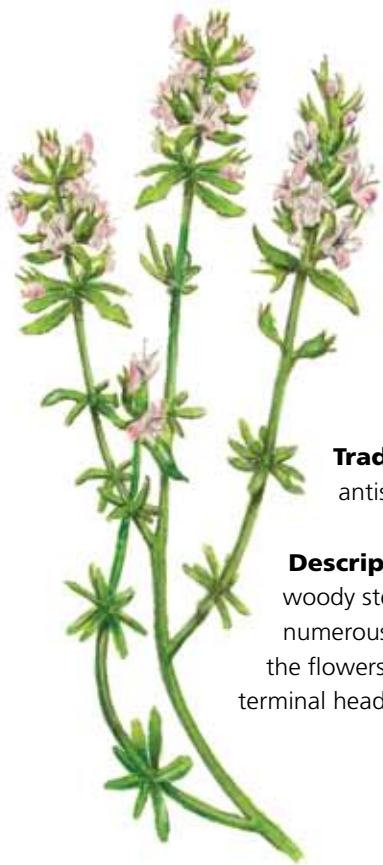 Trad
antis
Descrip
woody ste
numerous
the flowers
terminal head